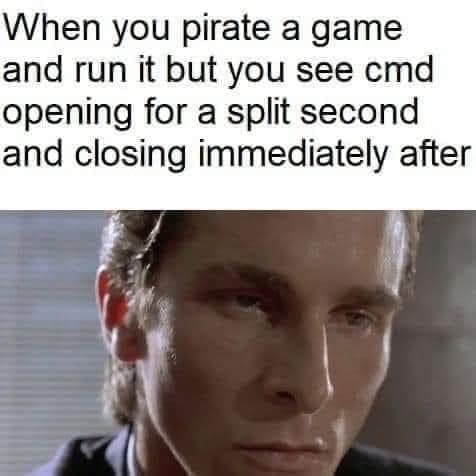 When you pirate a game
and run it but you see cmd
opening for a split second
and closing immediately after